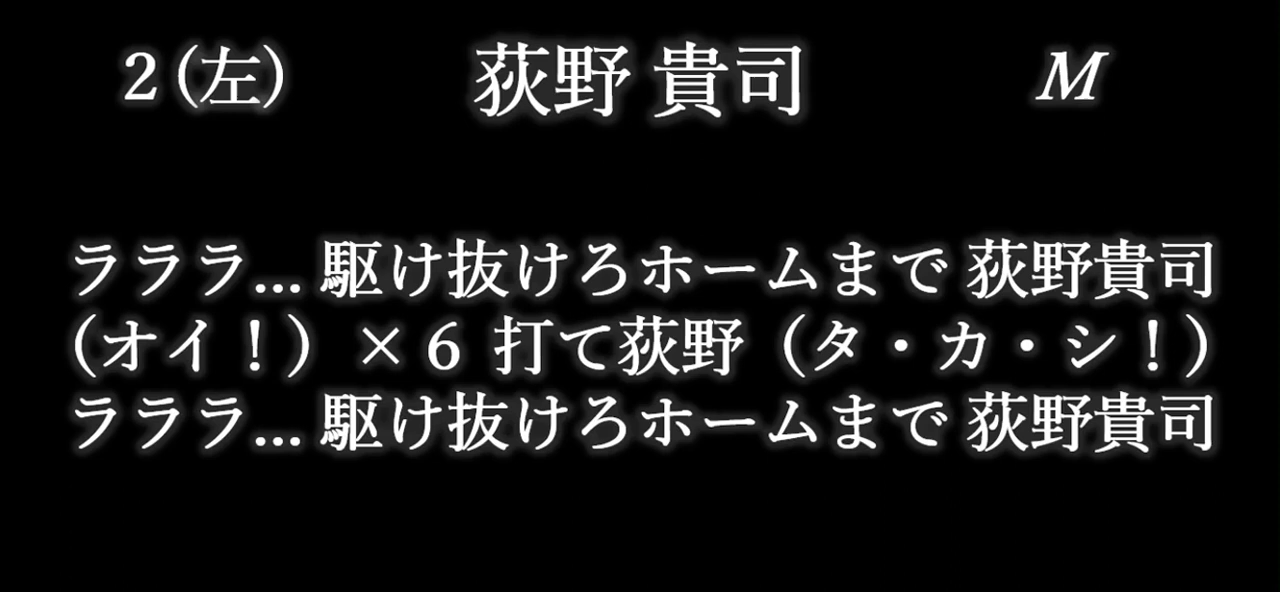 2 (左) 荻野 貴司 M
ラララ… 駆け抜けろホームまで 荻野貴司
（オイ！） ×６ 打て荻野（タ・カ・シ！）
ラララ… 駆け抜けろホームまで 荻野貴司